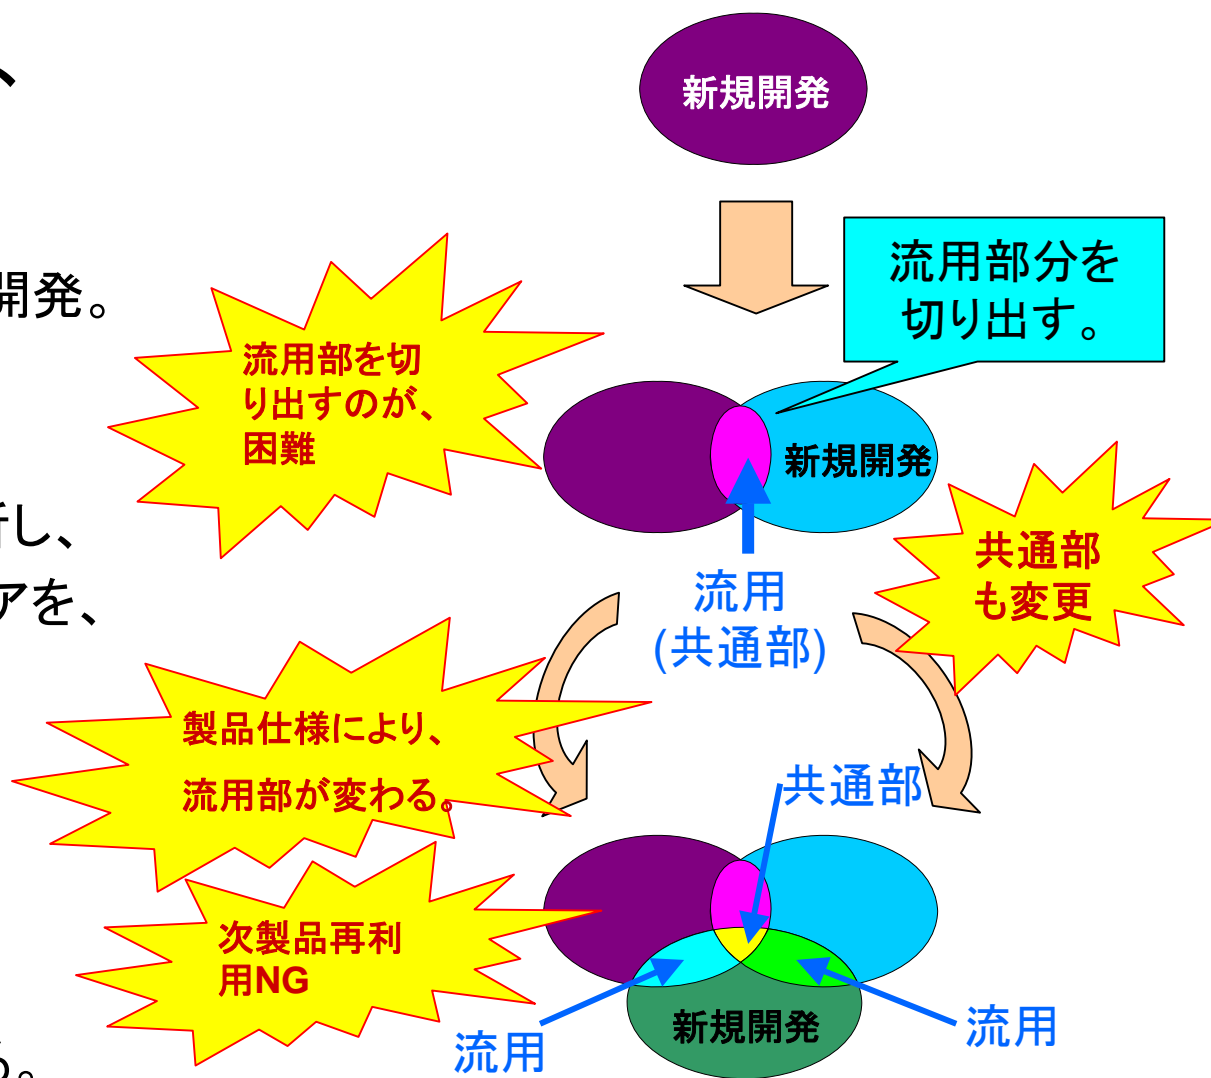 、
新規開発
開発。
流用部分を
切り出す。
流用部を切
り出すのが、
困難
新規開発
し、
アを、
共通部
も変更
流用
(共通部)
製品仕様により、
流用部が変わる。
共通部
次製品再利
用NG
新規開発
流用
流用
る。